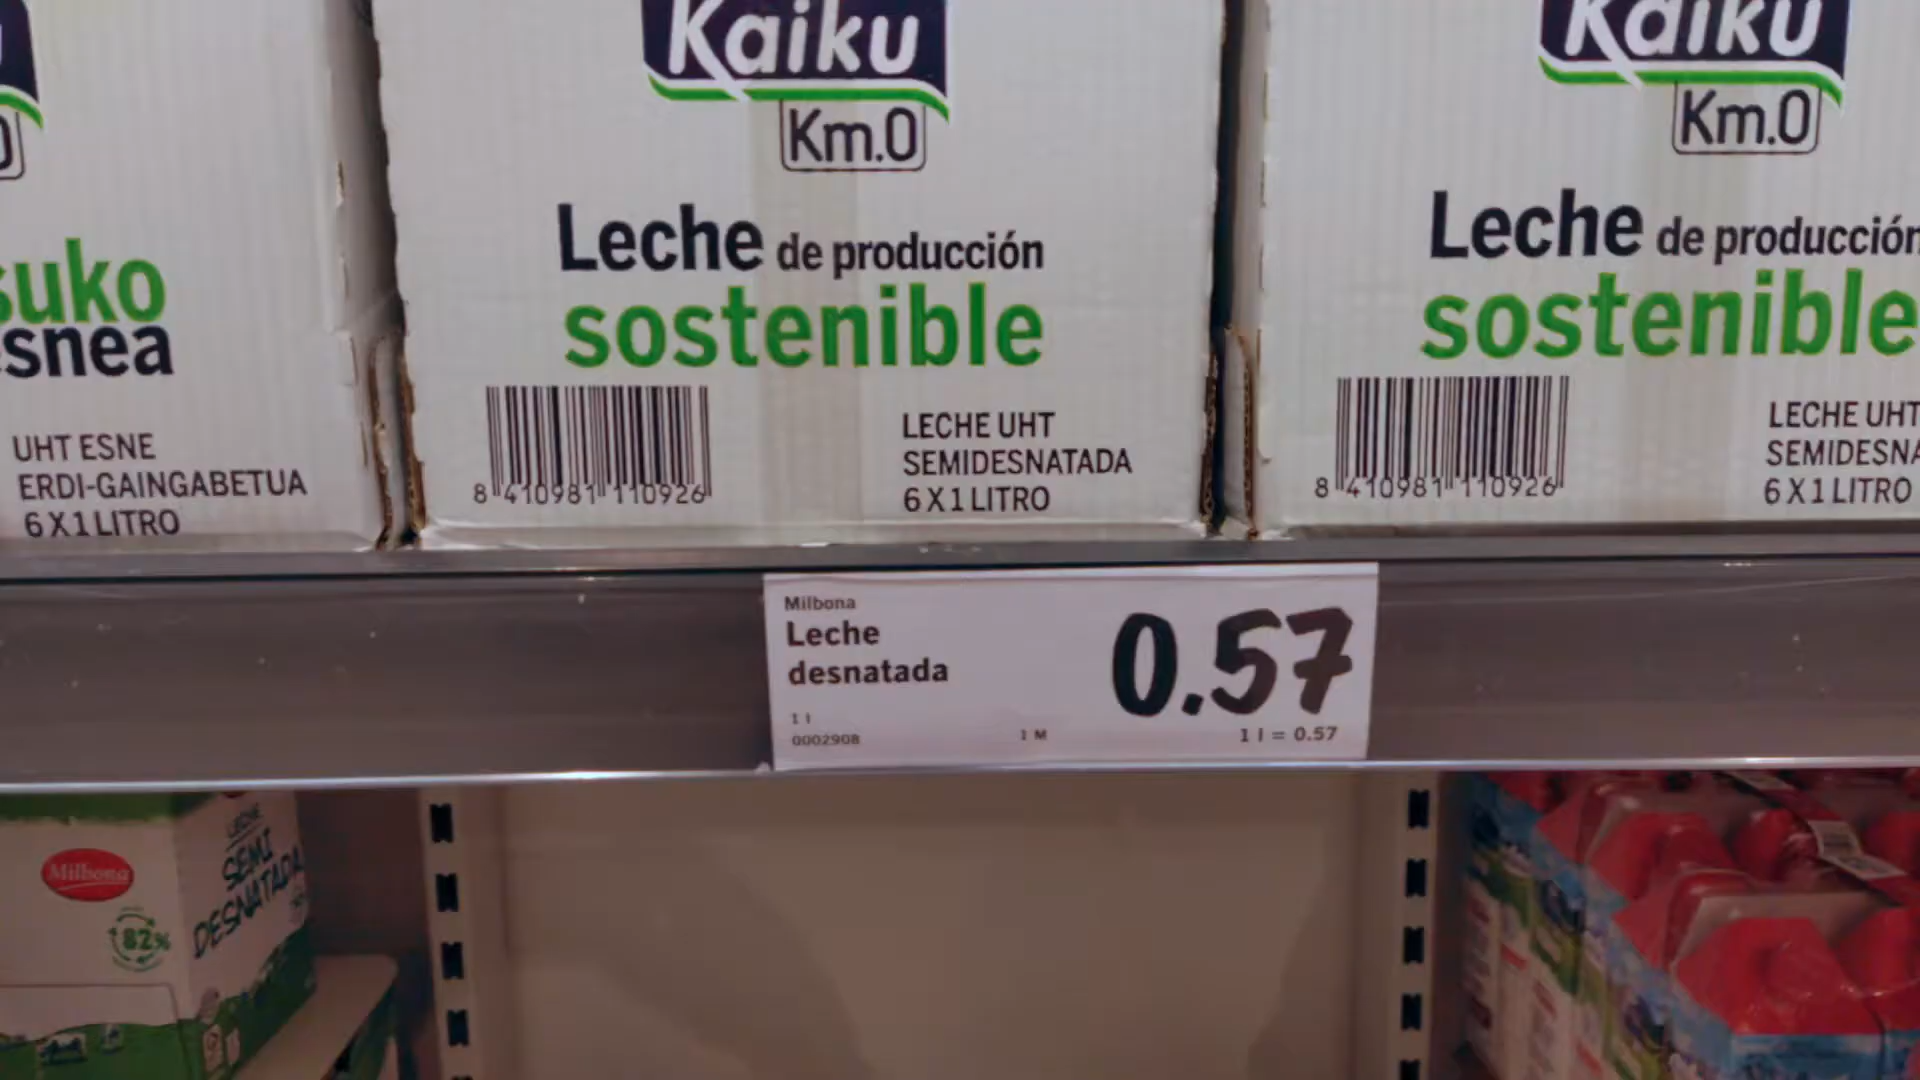 Kaiku
Km.0
Leche de producción
sostenible
8 410981 110926
LECHE UHT
SEMIDESNATADA
6 X 1 LITRO
Kaiku
Km.0
Leche de producción
sostenible
8 410981 110926
LECHE UHT
6 X 1 LITRO
UHT ESNE
ERDI-GAINGABETUA
6 X 1 LITRO
Milbona
Leche
desnatada
0.57
1 l
0002908
1 M
1 l = 0.57
Milbona
82%
LECHE
SEMI
DESNATADA